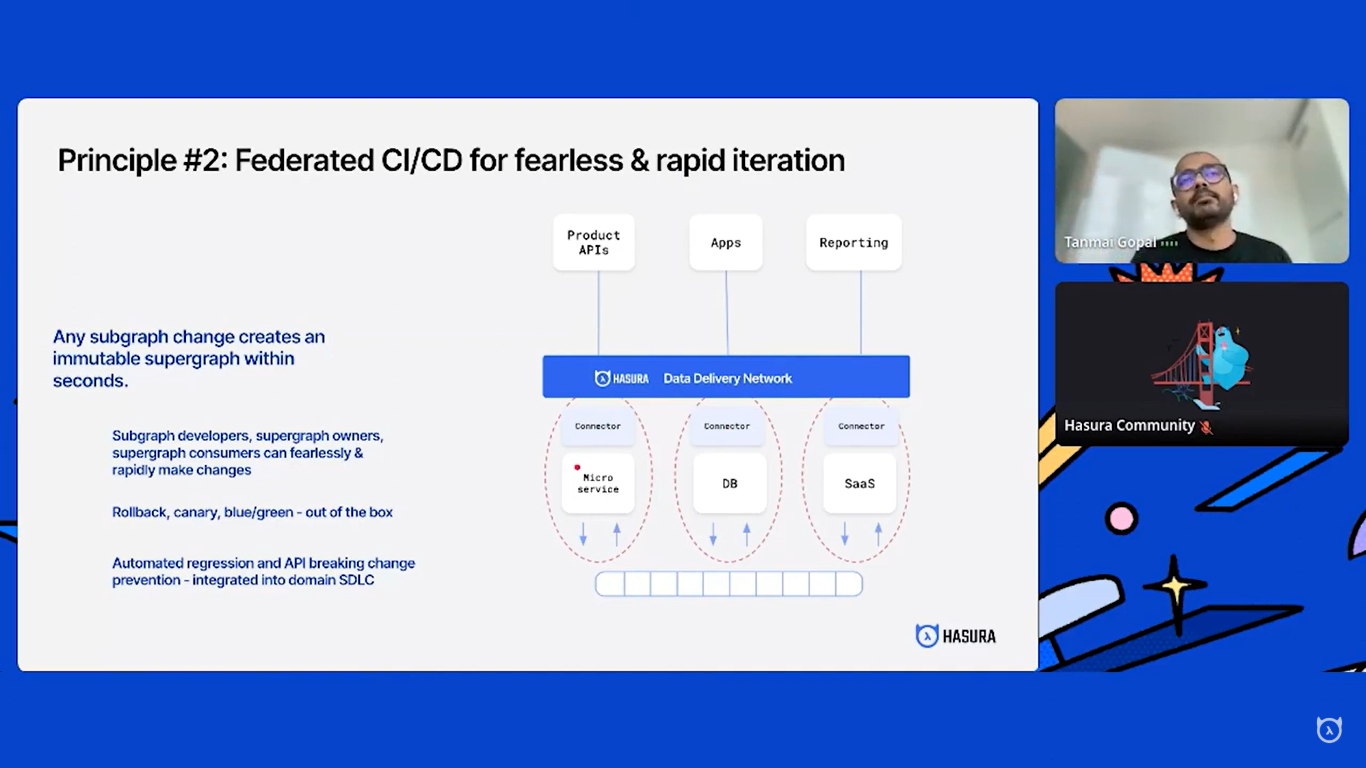 Principle #2: Federated CI/CD for fearless & rapid iteration
Product
APIs
Apps
Reporting
Any subgraph change creates an
immutable supergraph within
seconds.
HASURA Data Delivery Network
Connector
Connector
Connector
Subgraph developers, supergraph owners,
supergraph consumers can fearlessly &
rapidly make changes
Micro
service
DB
SaaS
Rollback, canary, blue/green - out of the box
Automated regression and API breaking change
prevention - integrated into domain SDLC
HASURA
Tanmai Gopal
Hasura Community